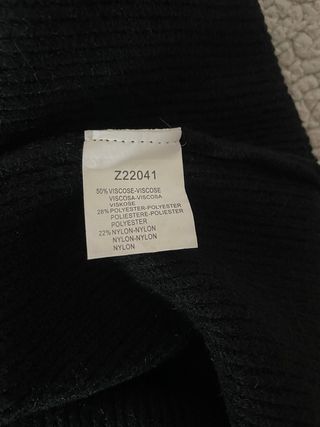 Z22041
50%VISCOSE-VISCOSE
VISCOSA-VISCOSA
VISKOSE
28%POLYESTER-POLYESTER
POLIESTERE-POLIESTER
POLYESTER
22%NYLON-NYLON
NYLON-NYLON
NYLON